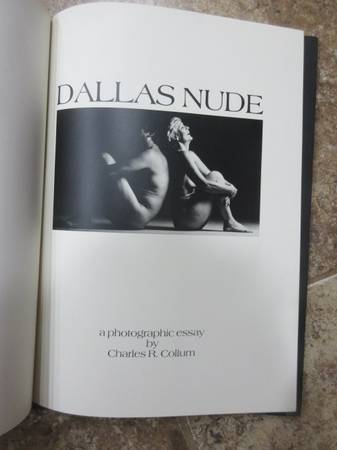 DALLAS NUDE
a photographic essay
by
Charles R. Collum